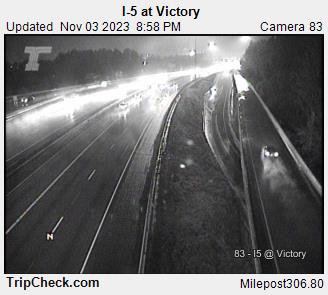 I-5 at Victory
Updated Nov 03 2023 8:58 PM Camera 83
T
N
83 - I5 @ Victory
TripCheck.com Milepost306.80